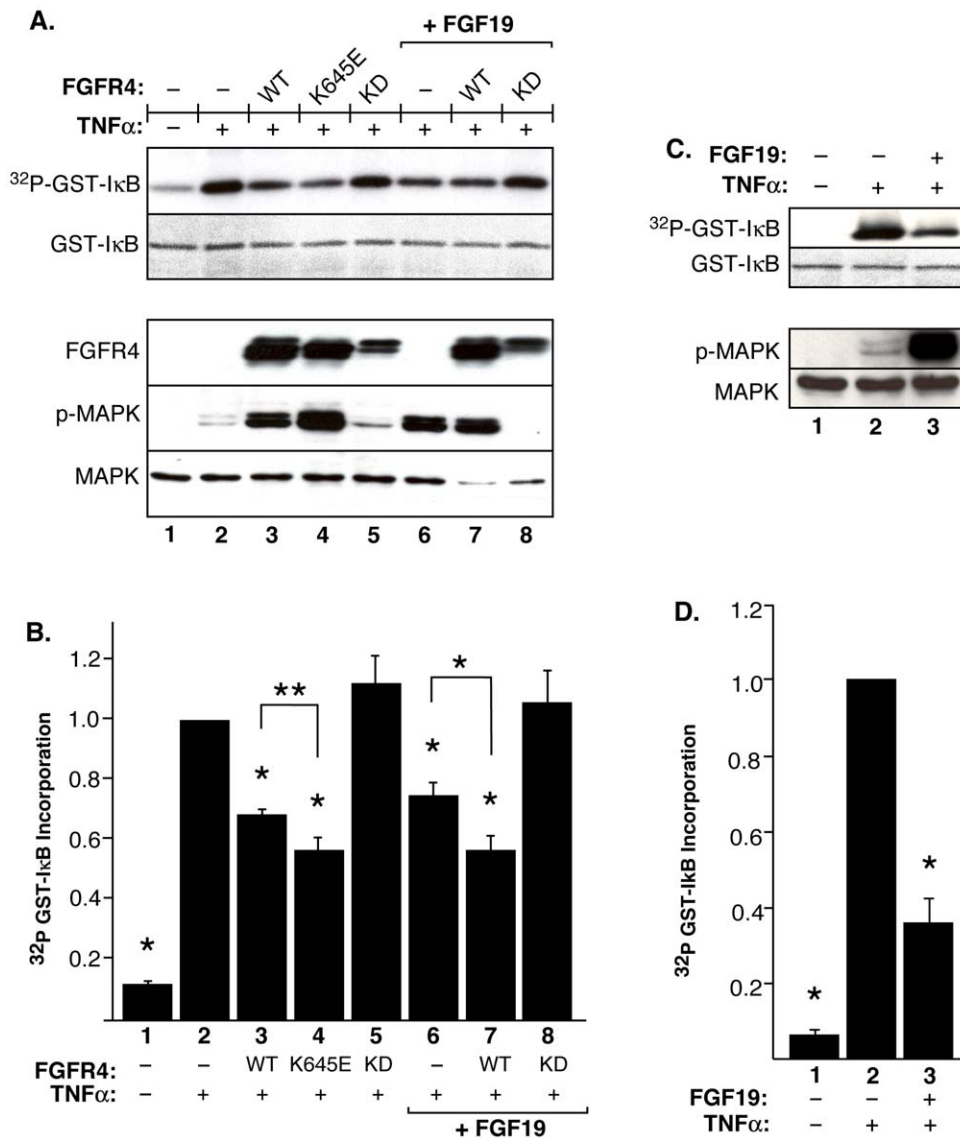 A.
+ FGF19
FGFR4: – – WT K645E KD – WT KD
TNFα: – + + + + + + +
32P-GST-IκB
GST-IκB
FGFR4
p-MAPK
MAPK
1 2 3 4 5 6 7 8
C.
FGF19: – – +
TNFα: – + +
32P-GST-IκB
GST-IκB
p-MAPK
MAPK
1 2 3
B.
32P GST-IκB Incorporation
1.2
1.0
0.8
0.6
0.4
0.2
* * * ** * * *
1 2 3 4 5 6 7 8
FGFR4: – – WT K645E KD – WT KD
TNFα: – + + + + + + +
+ FGF19
D.
32P GST-IkB Incorporation
1.2
1.0
0.8
0.6
0.4
0.2
* *
1 2 3
FGF19: – – +
TNFα: – + +